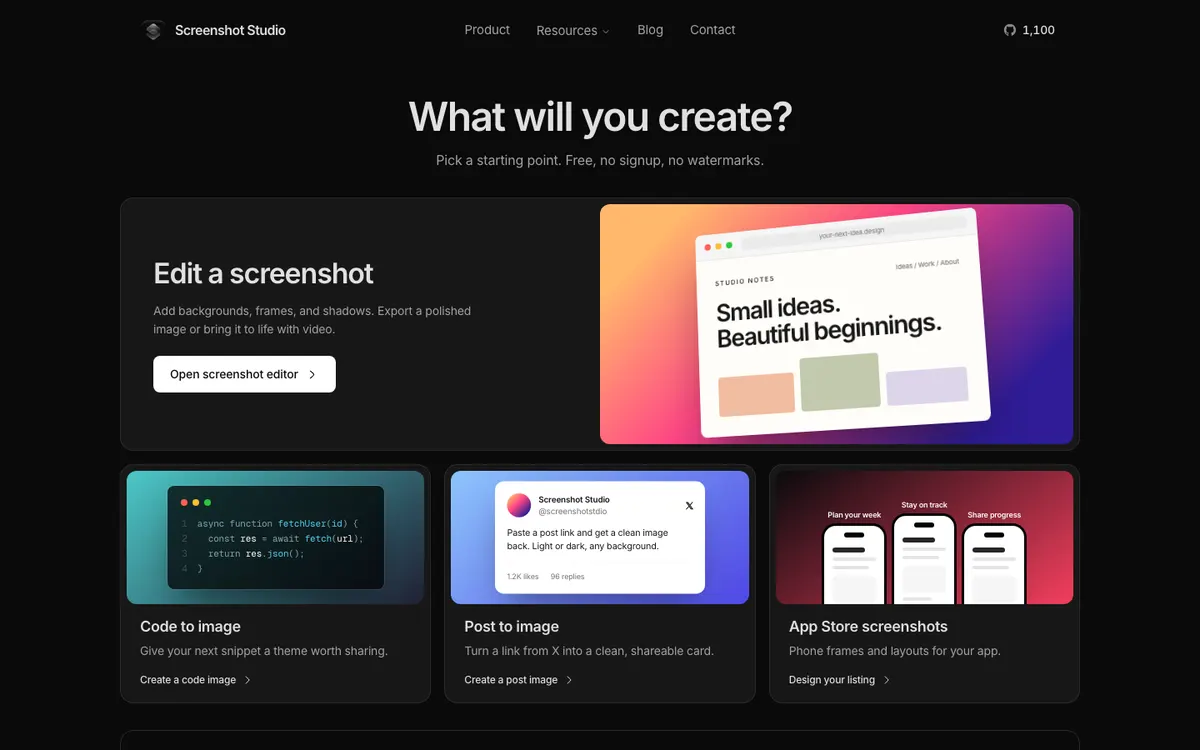 Screenshot Studio
Product
Resources
Blog
Contact
1,100
What will you create?
Pick a starting point. Free, no signup, no watermarks.
Edit a screenshot
Add backgrounds, frames, and shadows. Export a polished
image or bring it to life with video.
Open screenshot editor
your-next-idea.design
STUDIO NOTES
Ideas / Work / About
Small ideas.
Beautiful beginnings.
1 async function fetchUser(id) {
2 const res = await fetch(url);
3 return res.json();
4 }
Code to image
Give your next snippet a theme worth sharing.
Create a code image
Screenshot Studio
@screenshotstdio
Paste a post link and get a clean image
back. Light or dark, any background.
1.2K likes
96 replies
Post to image
Turn a link from X into a clean, shareable card.
Create a post image
Plan your week
Stay on track
Share progress
App Store screenshots
Phone frames and layouts for your app.
Design your listing